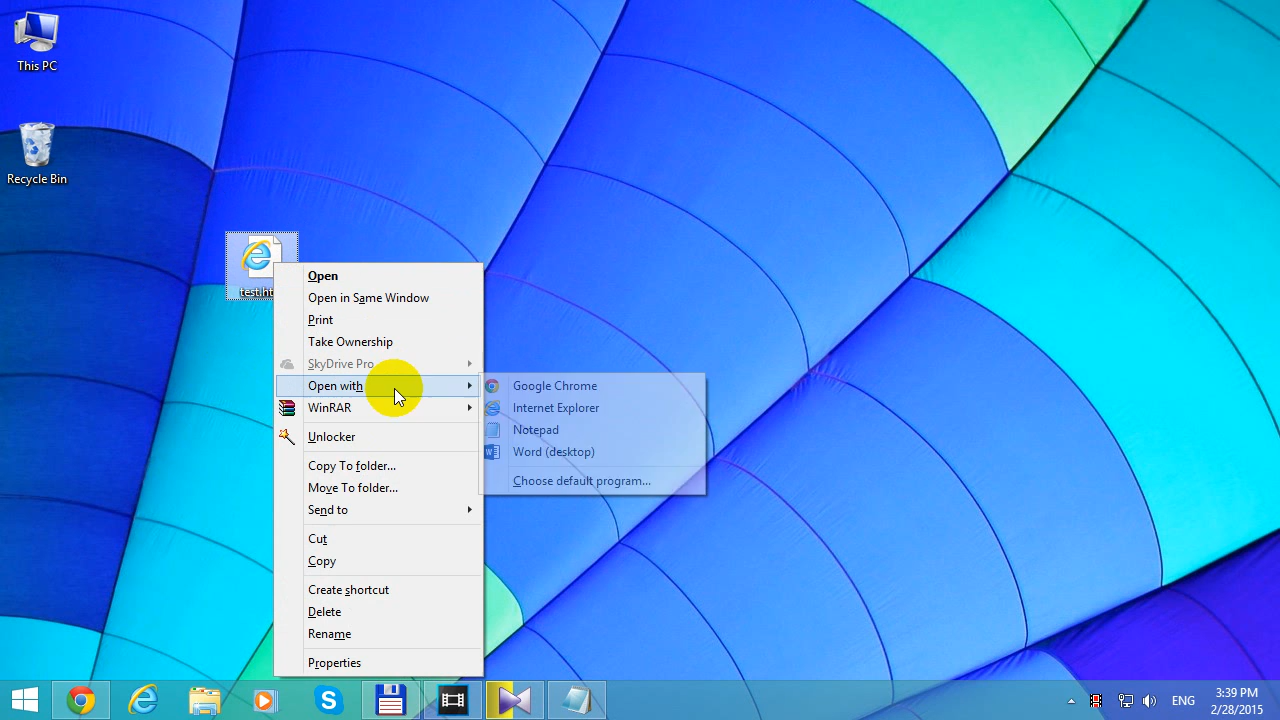 This PC
Recycle Bin
test.ht
Open
Open in Same Window
Print
Take Ownership
SkyDrive Pro
Open with
WinRAR
Unlocker
Copy To folder...
Move To folder...
Send to
Cut
Copy
Create shortcut
Delete
Rename
Properties
Google Chrome
Internet Explorer
Notepad
Word (desktop)
Choose default program...
ENG
3:39 PM
2/28/2015